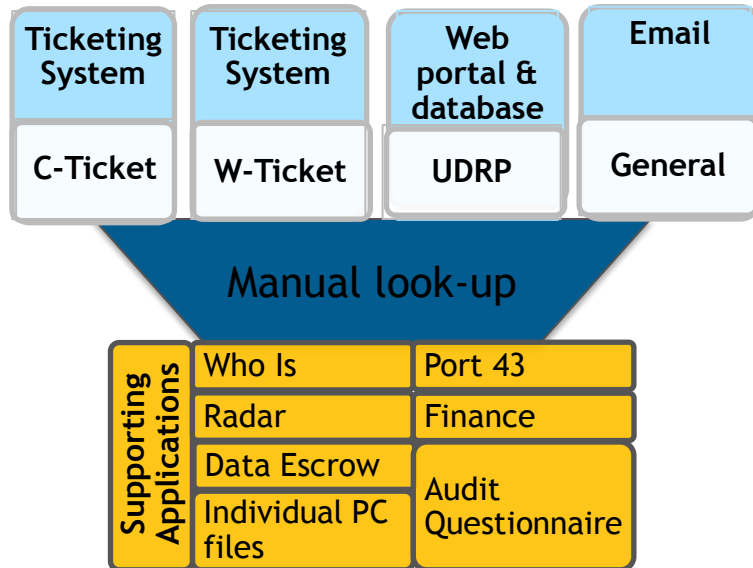 Ticketing
System
C-Ticket
Ticketing
System
W-Ticket
Web
portal &
database
UDRP
Email
General
Manual look-up
Supporting
Applications
Who Is
Port 43
Radar
Finance
Data Escrow
Individual PC
files
Audit
Questionnaire